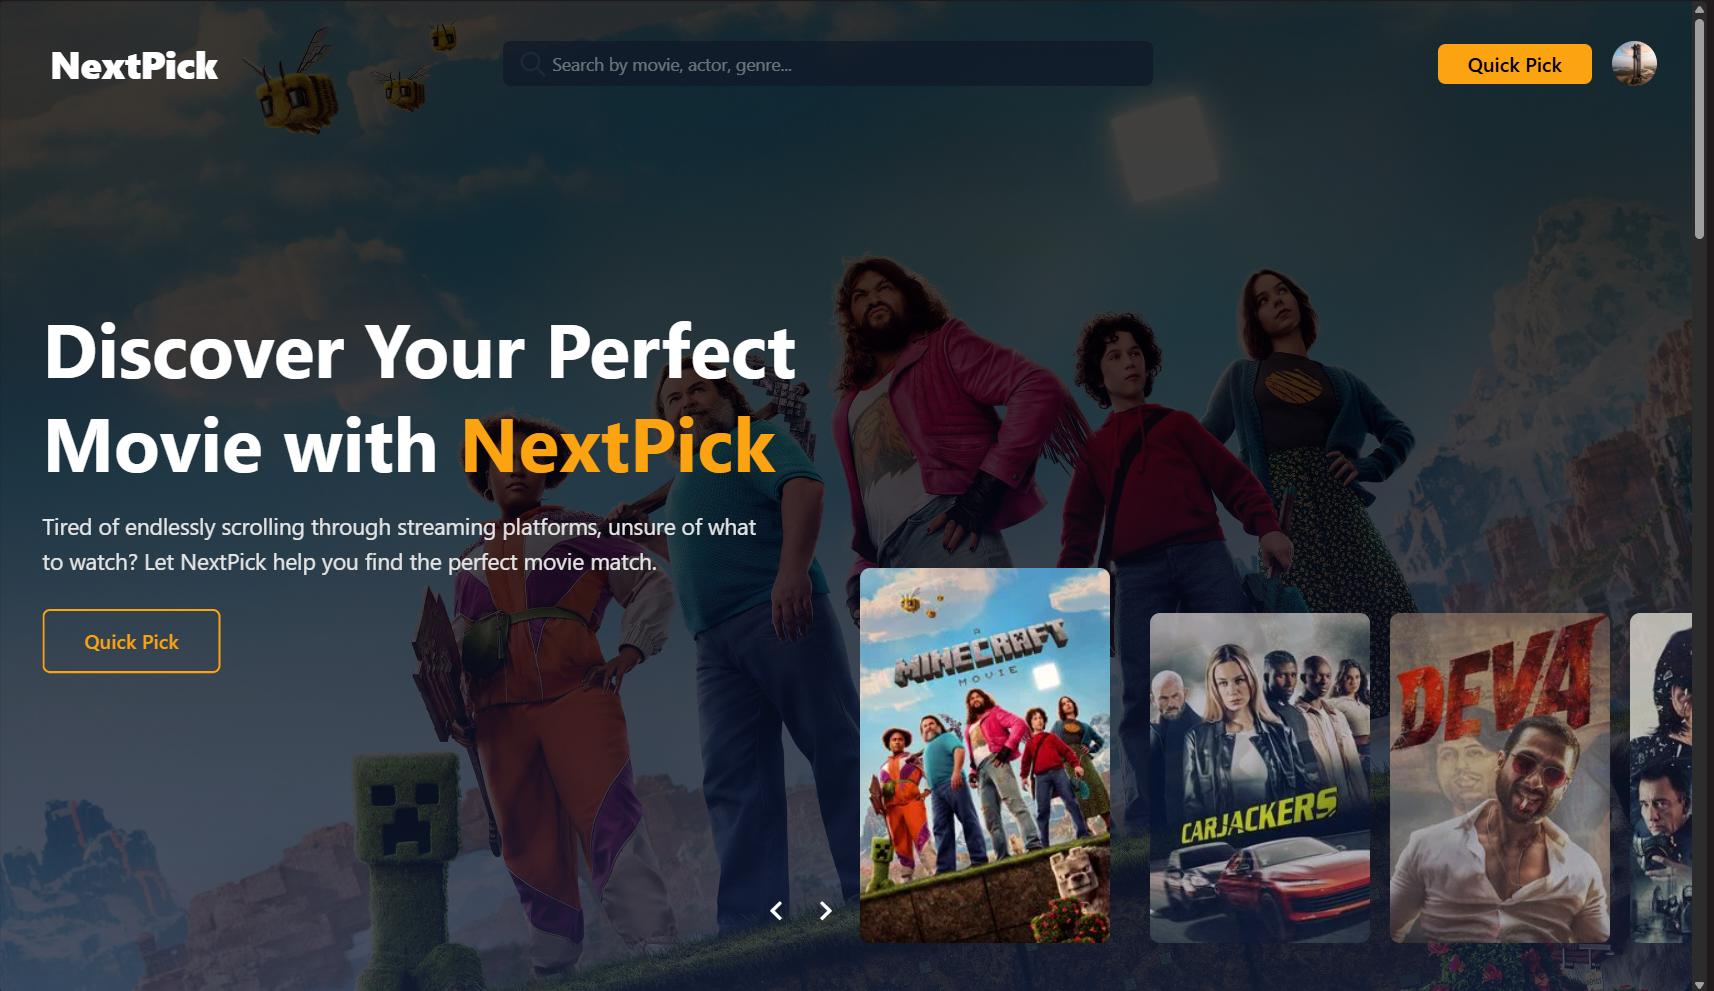 NextPick
Search by movie, actor, genre...
Quick Pick
Discover Your Perfect
Movie with NextPick
Tired of endlessly scrolling through streaming platforms, unsure of what
to watch? Let NextPick help you find the perfect movie match.
Quick Pick
A
MINECRAFT
MOVIE
CARJACKERS
DEVA